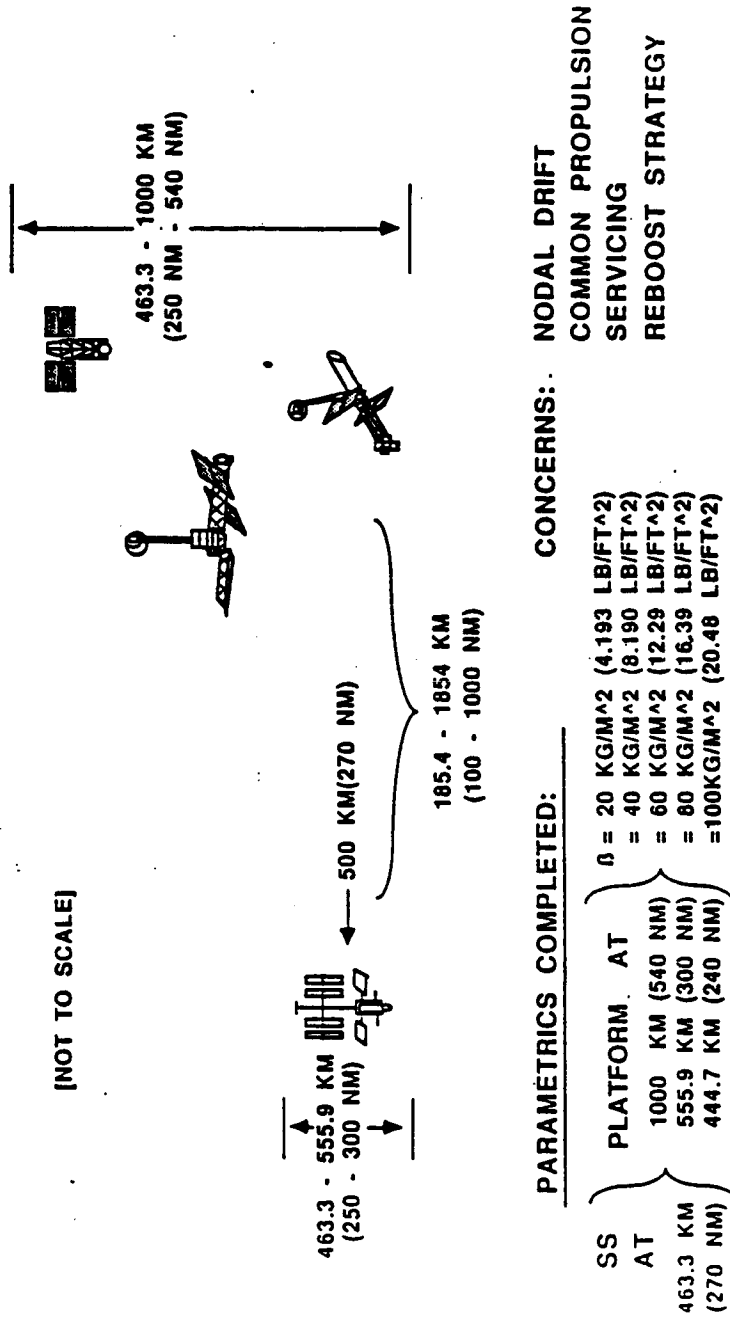 [NOT TO SCALE]
463.3 - 1000 KM
(250 NM - 540 NM)
463.3 - 555.9 KM
(250 - 300 NM)
500 KM(270 NM)
185.4 - 1854 KM
(100 - 1000 NM)
PARAMETRICS COMPLETED:
SS
AT
463.3 KM
(270 NM)
PLATFORM. AT
1000 KM (540 NM)
555.9 KM (300 NM)
444.7 KM (240 NM)
β = 20 KG/M^2 (4.193 LB/FT^2)
= 40 KG/M^2 (8.190 LB/FT^2)
= 60 KG/M^2 (12.29 LB/FT^2)
= 80 KG/M^2 (16.39 LB/FT^2)
=100KG/M^2 (20.48 LB/FT^2)
CONCERNS:. NODAL DRIFT
COMMON PROPULSION
SERVICING
REBOOST STRATEGY